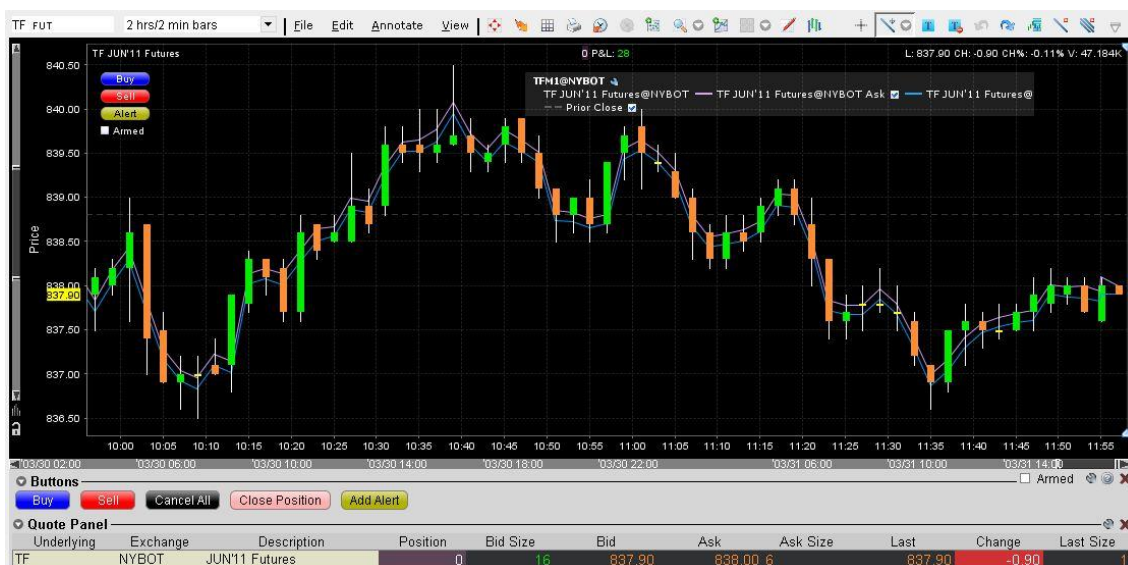 TF FUT 2 hrs/2 min bars File Edit Annotate View
TF JUN'11 Futures 0 P&L: 28 L: 837.90 CH: -0.90 CH%: -0.11% V: 47.184K
840.50
Buy
Sell
Alert
Armed
TFM1@NYBOT
TF JUN'11 Futures@NYBOT TF JUN'11 Futures@NYBOT Ask TF JUN'11 Futures@
Prior Close
840.00
839.50
839.00
Price
838.50
838.00
837.90
837.50
837.00
836.50
10:00 10:05 10:10 10:15 10:20 10:25 10:30 10:35 10:40 10:45 10:50 10:55 11:00 11:05 11:10 11:15 11:20 11:25 11:30 11:35 11:40 11:45 11:50 11:55
'03/30 02:00 '03/30 06:00 '03/30 10:00 '03/30 14:00 '03/30 18:00 '03/30 22:00 '03/31 06:00 '03/31 10:00 '03/31 14:00
Buttons Armed
Buy Sell Cancel All Close Position Add Alert
Quote Panel
Underlying Exchange Description Position Bid Size Bid Ask Ask Size Last Change Last Size
TF NYBOT JUN'11 Futures 0 16 837.90 838.00 6 837.90 -0.90 1